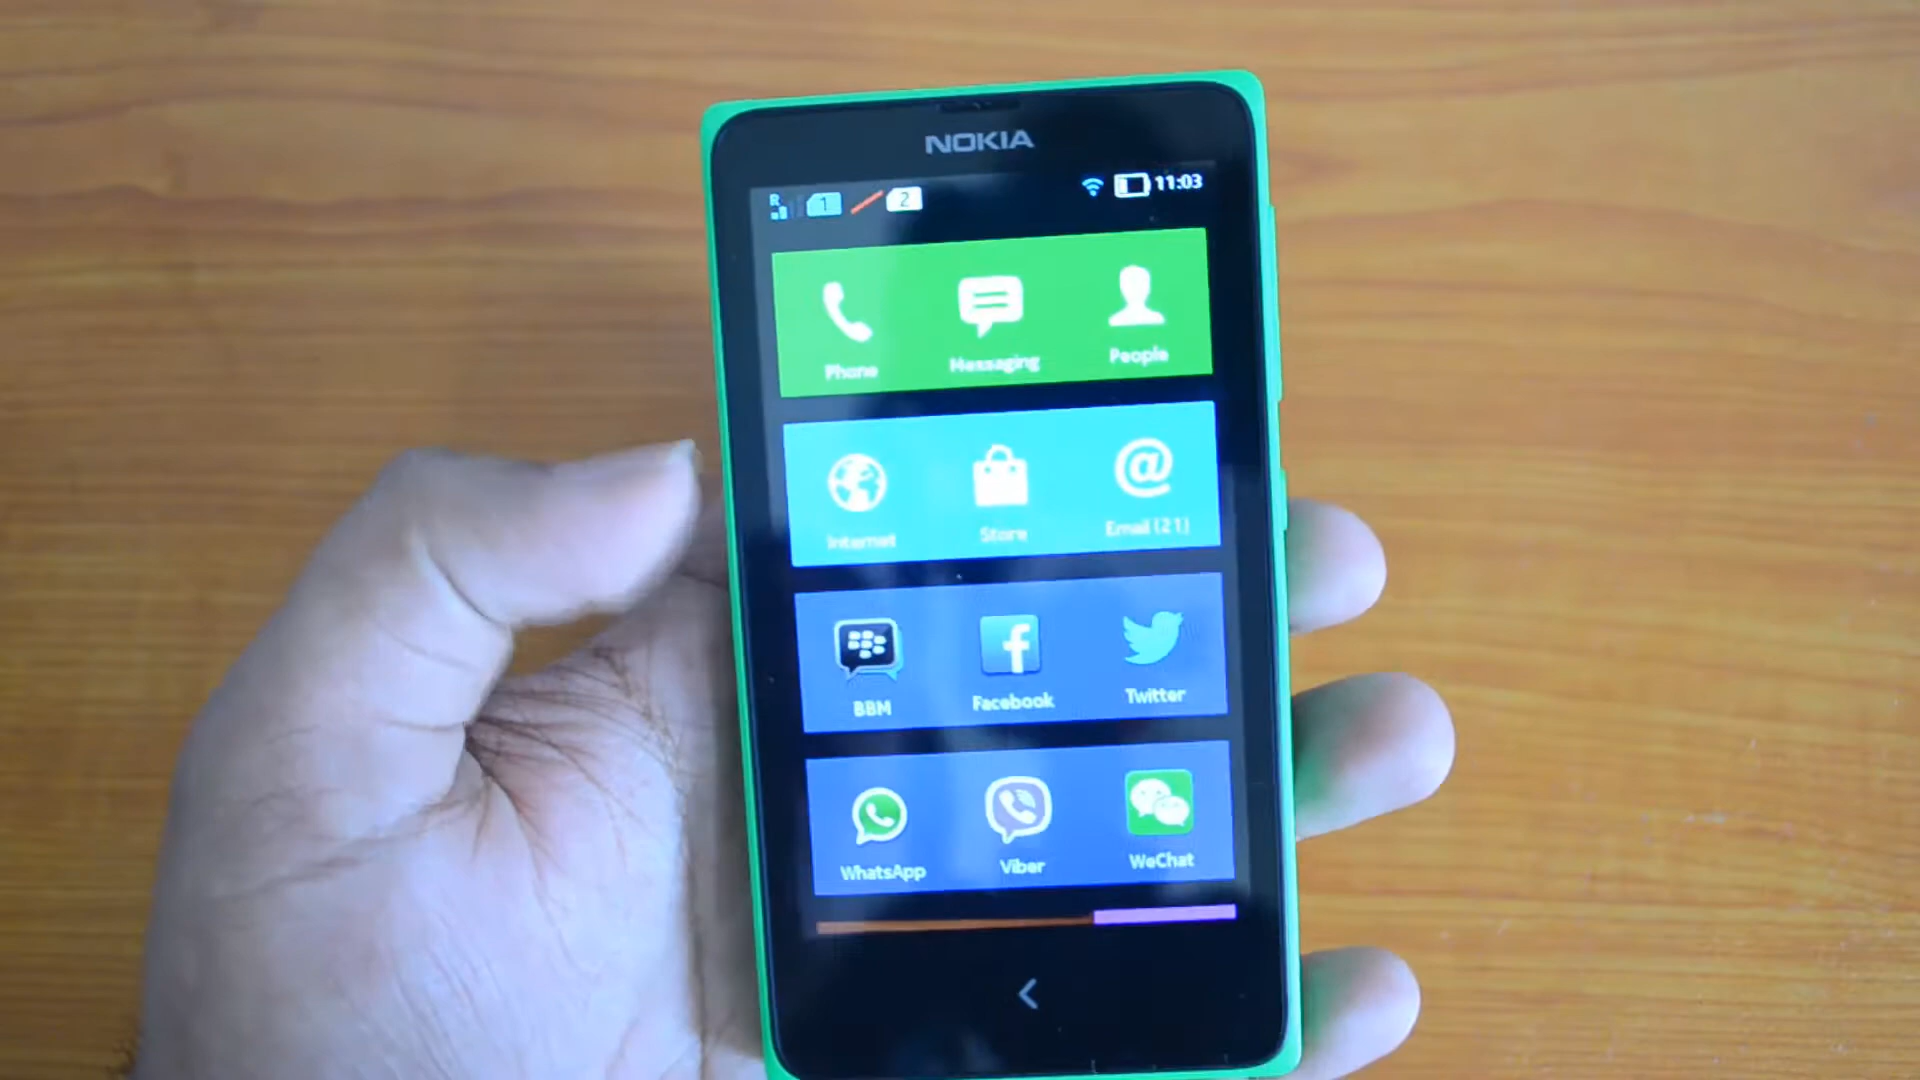 NOKIA
R 1 2 11:03
Phone Messaging People
Internet Store Email (21)
BBM Facebook Twitter
WhatsApp Viber WeChat